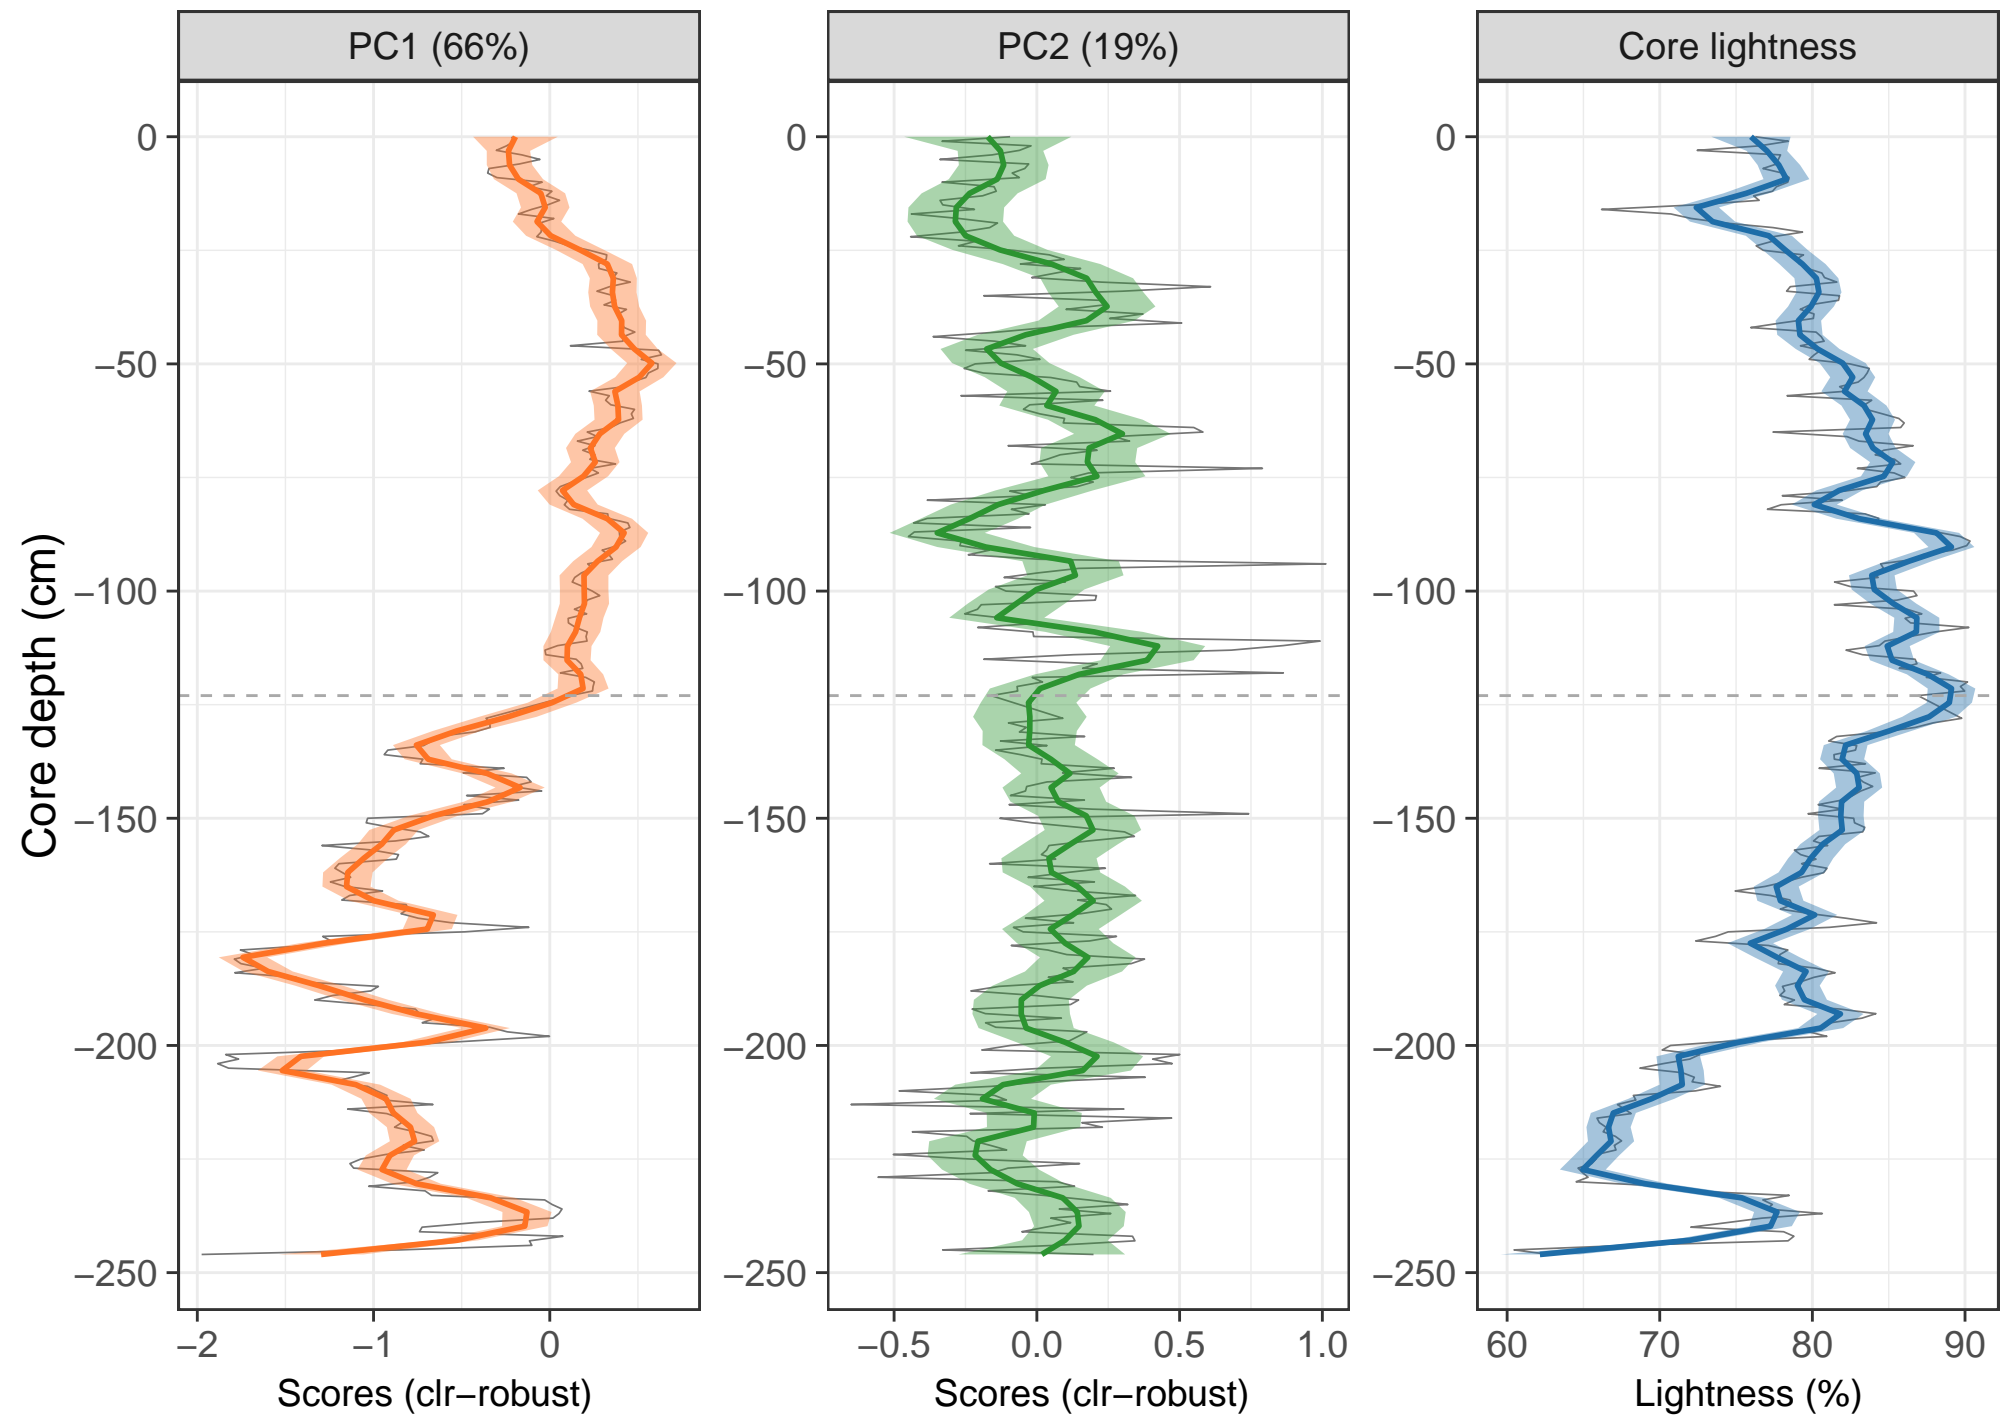 PC1 (66%)
PC2 (19%)
Core lightness
Core depth (cm)
0
−50
−100
−150
−200
−250
0
−50
−100
−150
−200
−250
0
−50
−100
−150
−200
−250
−2 −1 0
−0.5 0.0 0.5 1.0
60 70 80 90
Scores (clr−robust)
Scores (clr−robust)
Lightness (%)